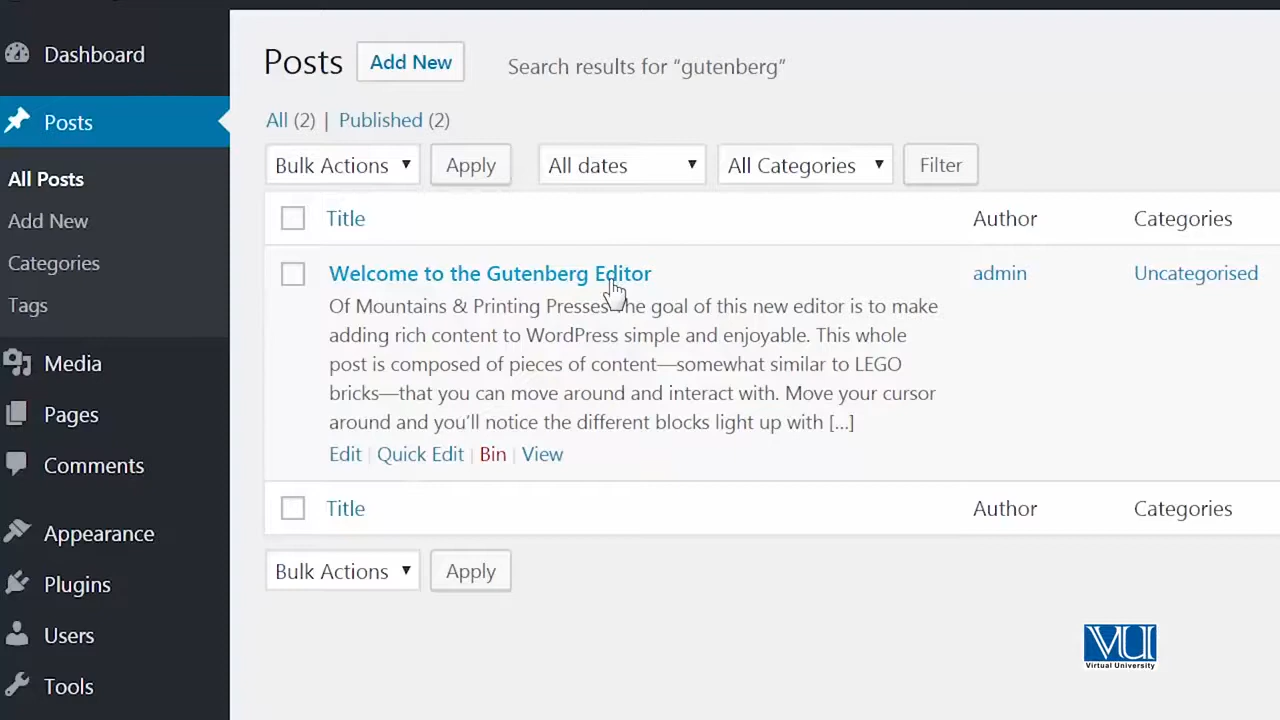 Dashboard
Posts
All Posts
Add New
Categories
Tags
Media
Pages
Comments
Appearance
Plugins
Users
Tools
Posts Add New Search results for “gutenberg”
All (2) | Published (2)
Bulk Actions Apply All dates All Categories Filter
Title Author Categories
Welcome to the Gutenberg Editor admin Uncategorised
Of Mountains & Printing Presses The goal of this new editor is to make
adding rich content to WordPress simple and enjoyable. This whole
post is composed of pieces of content—somewhat similar to LEGO
bricks—that you can move around and interact with. Move your cursor
around and you’ll notice the different blocks light up with [...]
Edit | Quick Edit | Bin | View
Title Author Categories
Bulk Actions Apply
VU
Virtual University